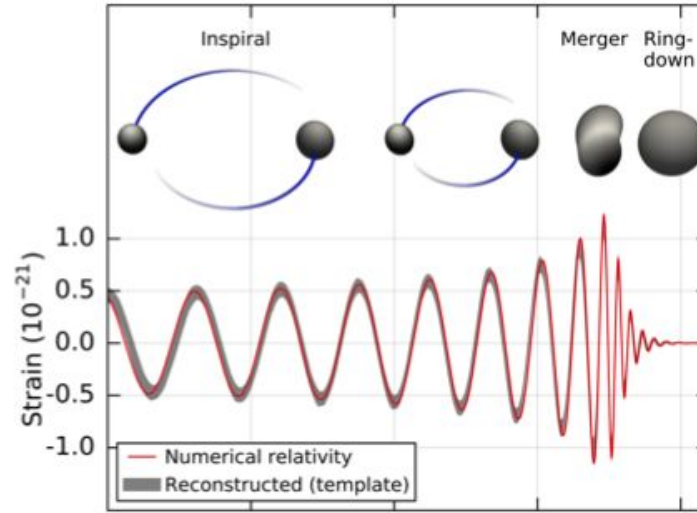 Inspiral
Merger
Ring-
down
Strain (10⁻²¹)
1.0
0.5
0.0
-0.5
-1.0
Numerical relativity
Reconstructed (template)